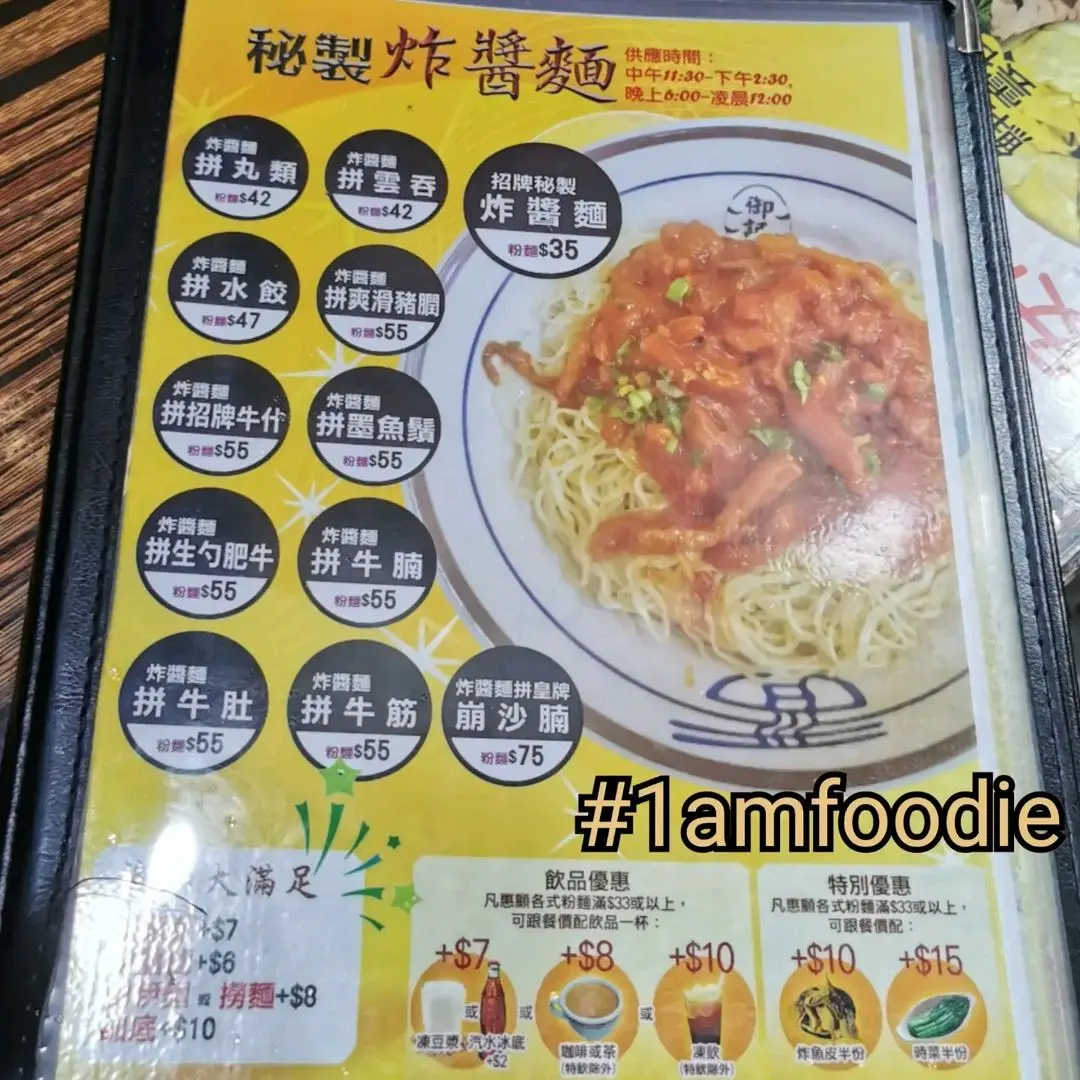 秘製炸醬麵
供應時間：
中午11:30-下午2:30,
晚上6:00-凌晨12:00
炸醬麵
拼丸類
粉麵$42
炸醬麵
拼雲吞
粉麵$42
招牌秘製
炸醬麵
粉麵$35
炸醬麵
拼水餃
粉麵$47
炸醬麵
拼爽滑豬膶
粉麵$55
炸醬麵
拼招牌牛什
粉麵$55
炸醬麵
拼墨魚鬚
粉麵$55
炸醬麵
拼生勺肥牛
粉麵$55
炸醬麵
拼牛腩
粉麵$55
炸醬麵
拼牛肚
粉麵$55
炸醬麵
拼牛筋
粉麵$55
炸醬麵拼皇牌
崩沙腩
粉麵$75
#1amfoodie
大滿足
+$7
+$6
或 撈麵+$8
底+$10
飲品優惠
凡惠顧各式粉麵滿$33或以上，
可跟餐價配飲品一杯：
+$7 +$8 +$10
或 或 或
凍豆漿 汽水冰底 +$2
咖啡或茶
(特飲除外)
凍飲
(特飲除外)
特別優惠
凡惠顧各式粉麵滿$33或以上，
可跟餐價配：
+$10 +$15
炸魚皮半份 時菜半份